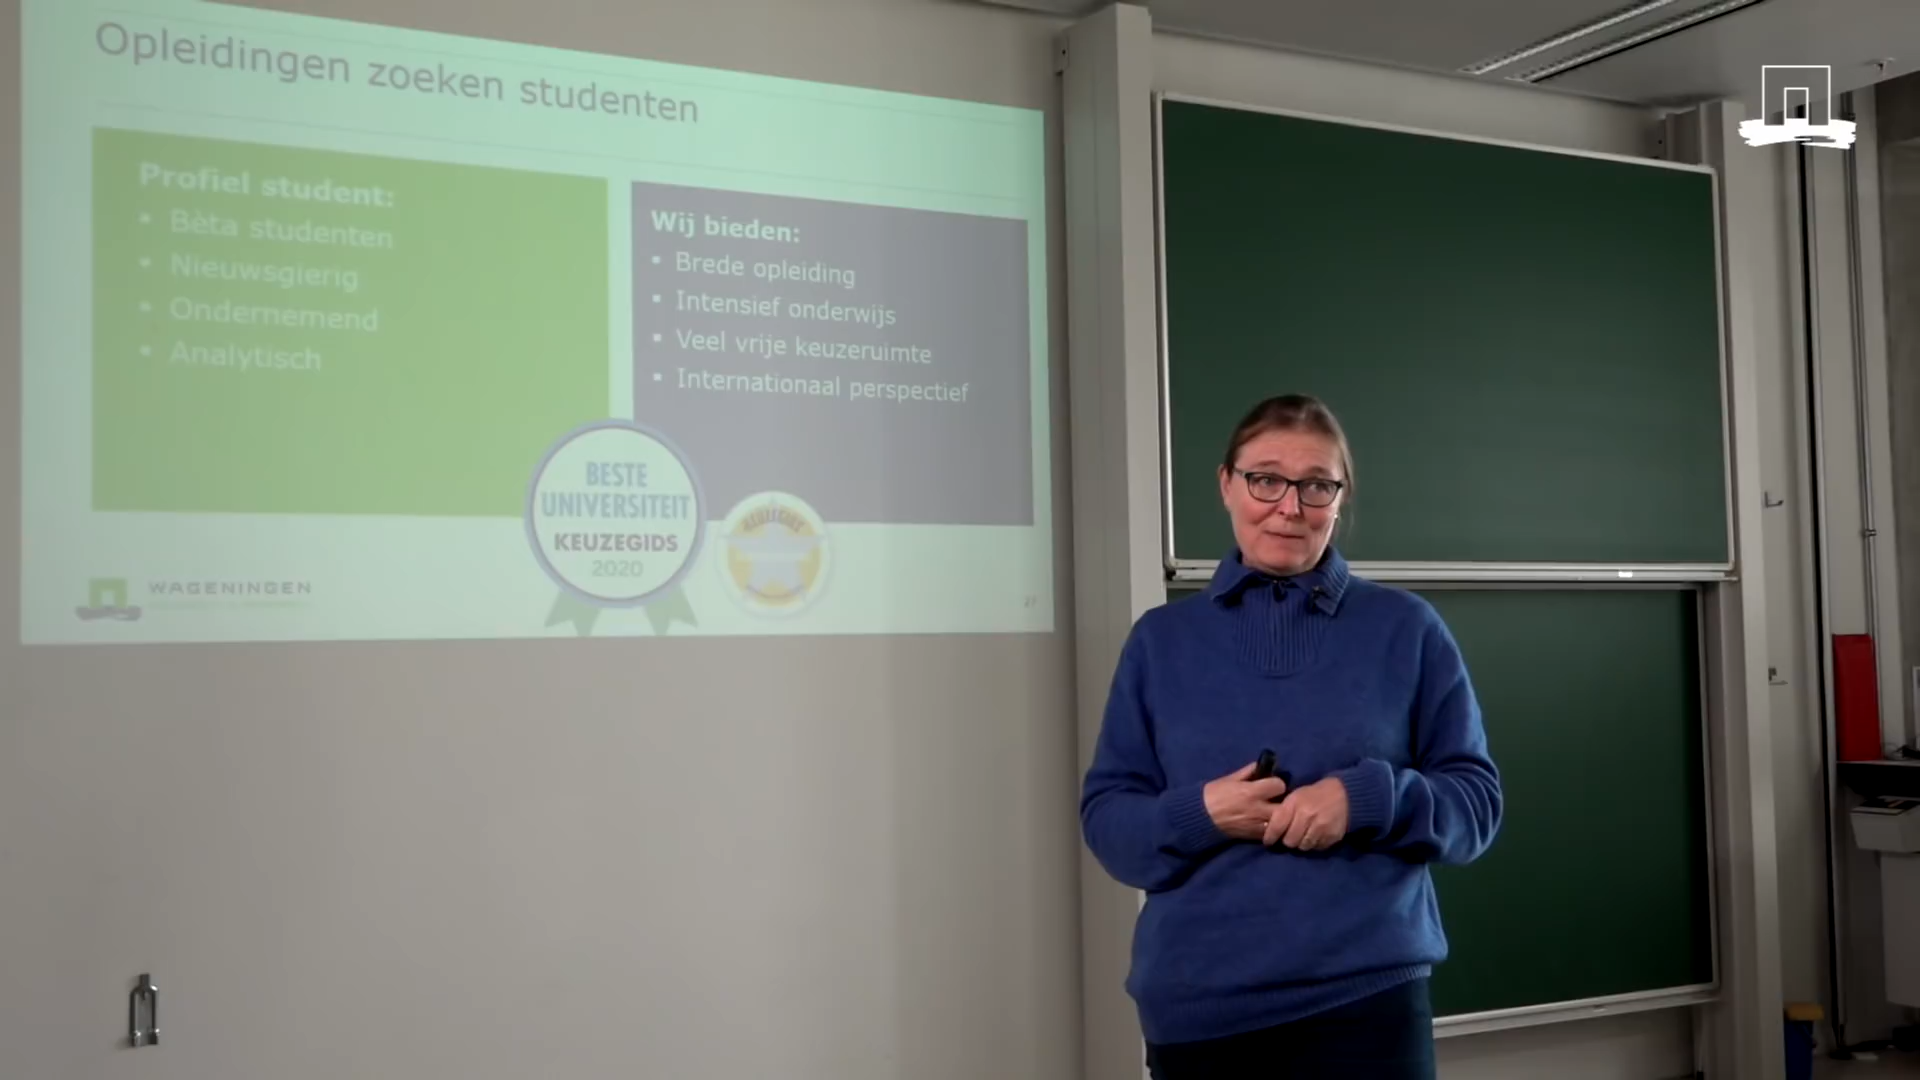 Opleidingen zoeken studenten
Profiel student:
▪ Bèta studenten
▪ Nieuwsgierig
▪ Ondernemend
▪ Analytisch
Wij bieden:
▪ Brede opleiding
▪ Intensief onderwijs
▪ Veel vrije keuzeruimte
▪ Internationaal perspectief
BESTE
UNIVERSITEIT
KEUZEGIDS
2020
KEUZEGIDS
WAGENINGEN